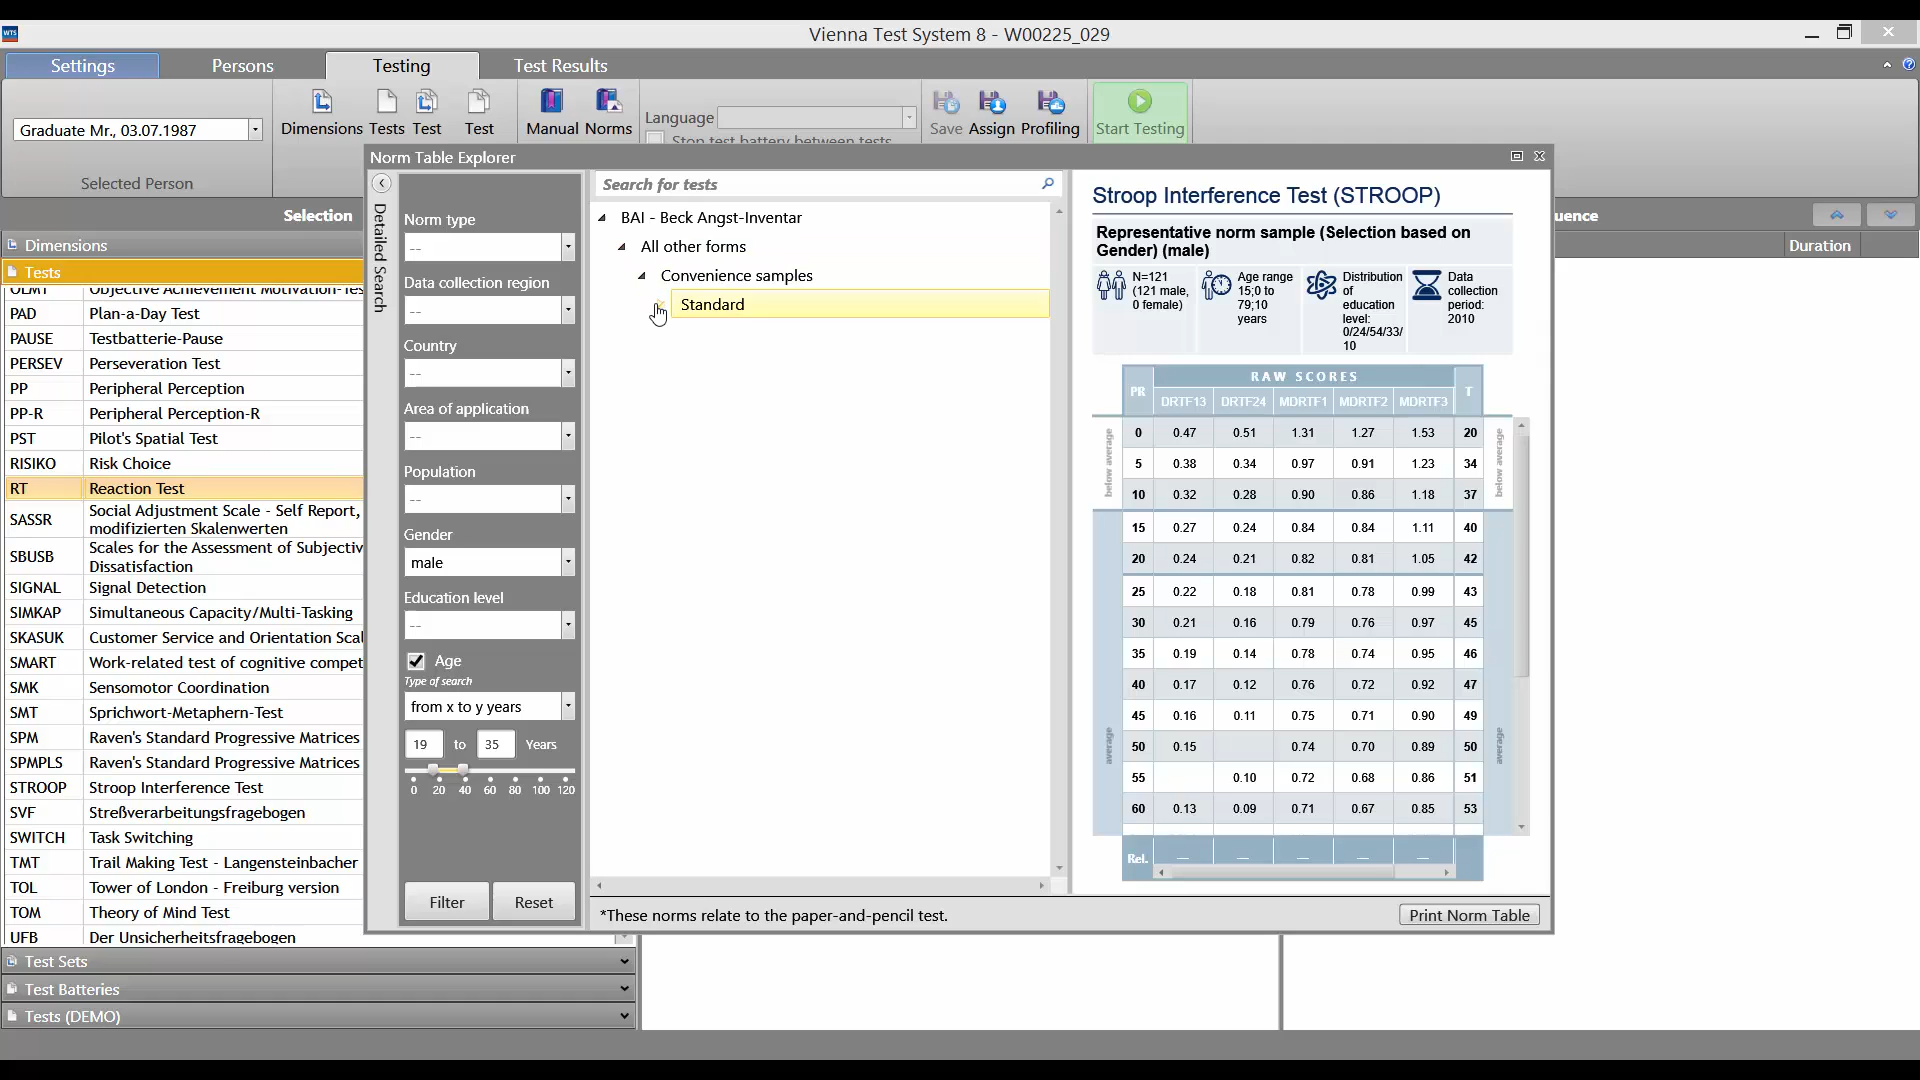 WTS
Vienna Test System 8 - W00225_029
Settings
Persons
Testing
Test Results
Graduate Mr., 03.07.1987
Selected Person
Dimensions
Tests
Test
Test
Manual
Norms
Language
Stop test battery between tests
Save
Assign
Profiling
Start Testing
Selection
Duration
Dimensions
Tests
OLMT Objective Achievement Motivation-Tes
PAD Plan-a-Day Test
PAUSE Testbatterie-Pause
PERSEV Perseveration Test
PP Peripheral Perception
PP-R Peripheral Perception-R
PST Pilot's Spatial Test
RISIKO Risk Choice
RT Reaction Test
SASSR Social Adjustment Scale - Self Report,
modifizierten Skalenwerten
SBUSB Scales for the Assessment of Subjectiv
Dissatisfaction
SIGNAL Signal Detection
SIMKAP Simultaneous Capacity/Multi-Tasking
SKASUK Customer Service and Orientation Scal
SMART Work-related test of cognitive compet
SMK Sensomotor Coordination
SMT Sprichwort-Metaphern-Test
SPM Raven's Standard Progressive Matrices
SPMPLS Raven's Standard Progressive Matrices
STROOP Stroop Interference Test
SVF Streßverarbeitungsfragebogen
SWITCH Task Switching
TMT Trail Making Test - Langensteinbacher
TOL Tower of London - Freiburg version
TOM Theory of Mind Test
UFB Der Unsicherheitsfragebogen
Test Sets
Test Batteries
Tests (DEMO)
Norm Table Explorer
Detailed Search
Norm type
--
Data collection region
--
Country
--
Area of application
--
Population
--
Gender
male
Education level
--
Age
Type of search
from x to y years
19 to 35 Years
0 20 40 60 80 100 120
Filter
Reset
Search for tests
BAI - Beck Angst-Inventar
All other forms
Convenience samples
Standard
*These norms relate to the paper-and-pencil test.
Stroop Interference Test (STROOP)
Representative norm sample (Selection based on
Gender) (male)
N=121
(121 male,
0 female)
Age range
15;0 to
79;10
years
Distribution
of
education
level:
0/24/54/33/
10
Data
collection
period:
2010
PR RAW SCORES T
DRTF13 DRTF24 MDRTF1 MDRTF2 MDRTF3
0 0.47 0.51 1.31 1.27 1.53 20
5 0.38 0.34 0.97 0.91 1.23 34
10 0.32 0.28 0.90 0.86 1.18 37
15 0.27 0.24 0.84 0.84 1.11 40
20 0.24 0.21 0.82 0.81 1.05 42
25 0.22 0.18 0.81 0.78 0.99 43
30 0.21 0.16 0.79 0.76 0.97 45
35 0.19 0.14 0.78 0.74 0.95 46
40 0.17 0.12 0.76 0.72 0.92 47
45 0.16 0.11 0.75 0.71 0.90 49
50 0.15 0.74 0.70 0.89 50
55 0.10 0.72 0.68 0.86 51
60 0.13 0.09 0.71 0.67 0.85 53
Rel. — — — — —
below average
average
below average
average
Print Norm Table
uence